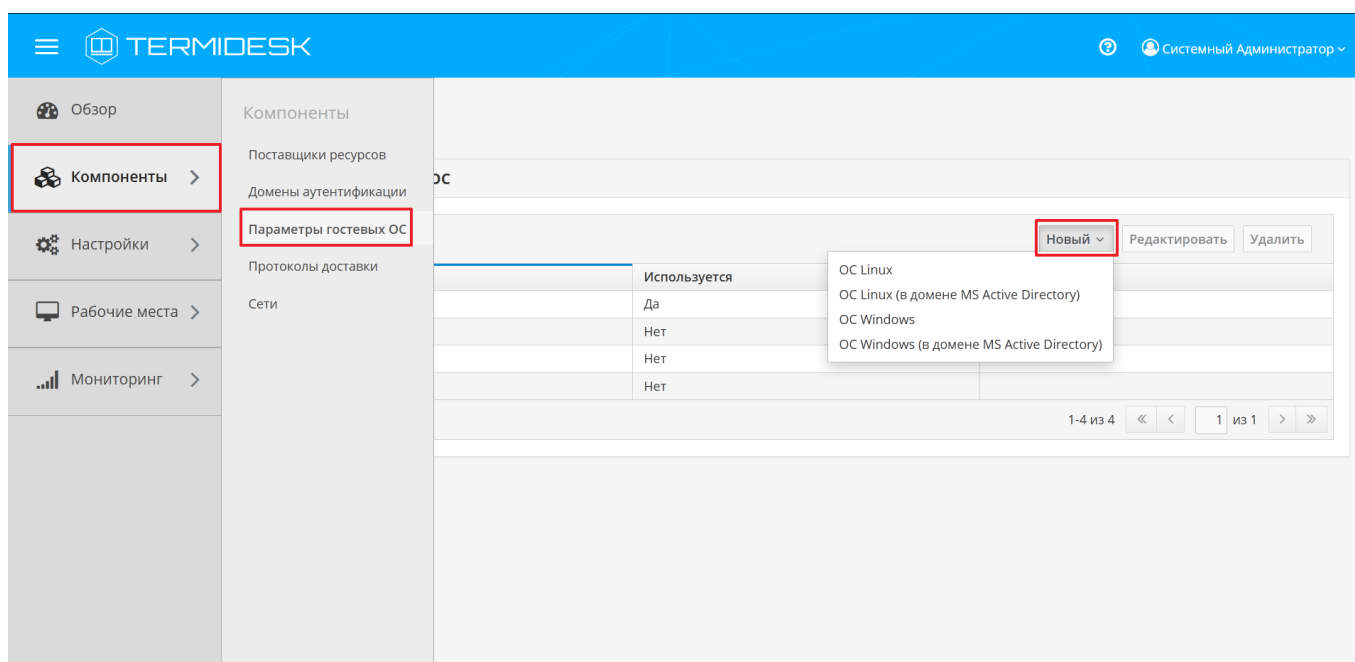 TERMIDESK
Системный Администратор
Обзор
Компоненты
Настройки
Рабочие места
Мониторинг
Компоненты
Поставщики ресурсов
Домены аутентификации
Параметры гостевых ОС
Протоколы доставки
Сети
ОС
Новый
Редактировать
Удалить
ОС Linux
ОС Linux (в домене MS Active Directory)
ОС Windows
ОС Windows (в домене MS Active Directory)
Используется
Да
Нет
Нет
Нет
1-4 из 4
1 из 1